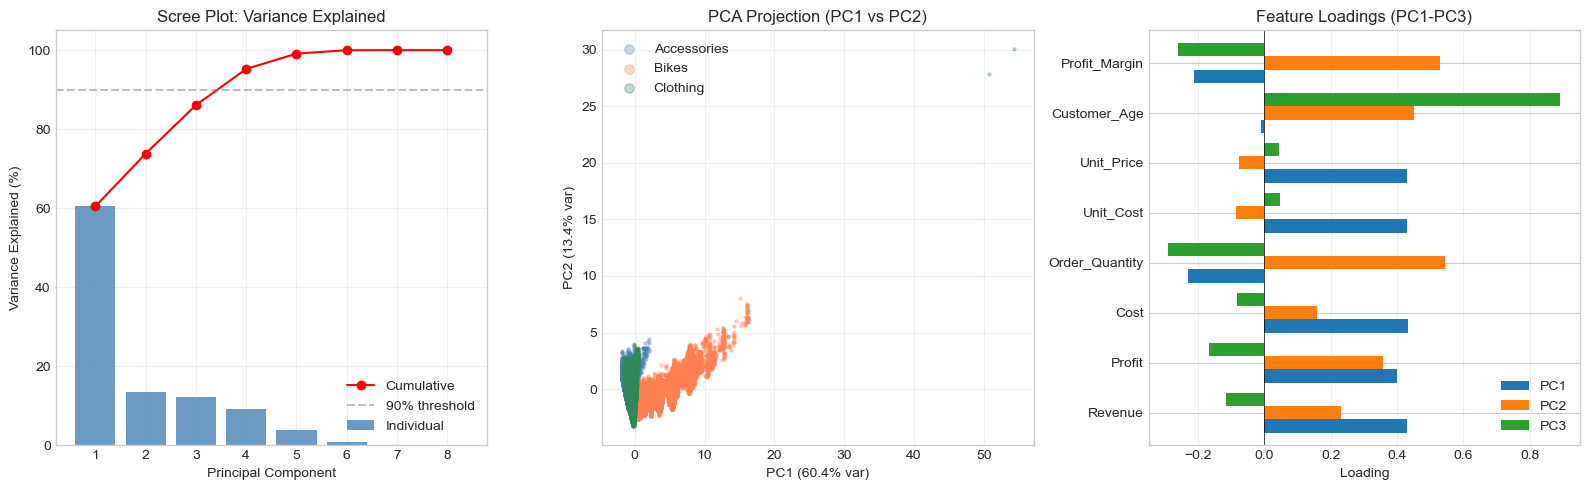 Scree Plot: Variance Explained
Variance Explained (%)
100
80
60
40
20
0
1 2 3 4 5 6 7 8
Principal Component
Cumulative
90% threshold
Individual
PCA Projection (PC1 vs PC2)
PC2 (13.4% var)
30
25
20
15
10
5
0
0 10 20 30 40 50
PC1 (60.4% var)
Accessories
Bikes
Clothing
Feature Loadings (PC1-PC3)
Profit_Margin
Customer_Age
Unit_Price
Unit_Cost
Order_Quantity
Cost
Profit
Revenue
−0.2 0.0 0.2 0.4 0.6 0.8
Loading
PC1
PC2
PC3